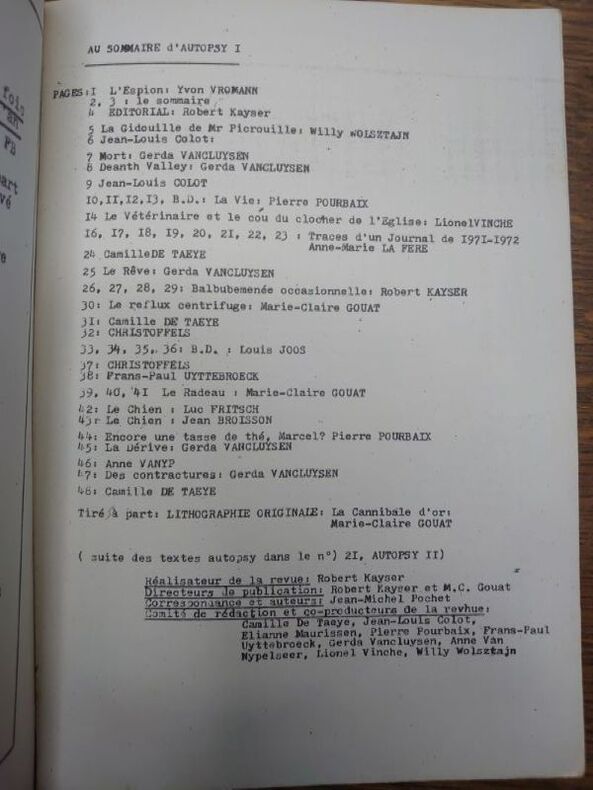 fois
an
PB
part
vé
AU SOMMAIRE d'AUTOPSY I
PAGES:I L'Espion: Yvon VROMANN
2, 3 : le sommaire
4 EDITORIAL: Robert Kayser
5 La Gidouille de Mr Picrouille: Willy WOLSZTAJN
6 Jean-Louis Colot:
7 Mort: Gerda VANCLUYSEN
8 Deanth Valley: Gerda VANCLUYSEN
9 Jean-Louis COLOT
IO,II,I2,I3, B.D.: La Vie: Pierre POURBAIX
I4 Le Vétérinaire et le cou du clocher de l'Eglise: LionelVINCHE
I6, I7, I8, I9, 20, 2I, 22, 23 : Traces d'un Journal de I97I-I972
Anne-Marie LA FERE
24 CamilleDE TAEYE
25 Le Rêve: Gerda VANCLUYSEN
26, 27, 28, 29: Balbubemenée occasionnelle: Robert KAYSER
30: Le reflux centrifuge: Marie-Claire GOUAT
3I: Camille DE TAEYE
32: CHRISTOFFELS
33, 34, 35, 36: B.D. : Louis JOOS
37: CHRISTOFFELS
38: Frans-Paul UYTTEBROECK
39, 40, 4I Le Radeau : Marie-Claire GOUAT
42: Le Chien : Luc FRITSCH
43: Le Chien : Jean BROISSON
44: Encore une tasse de thé, Marcel? Pierre POURBAIX
45: La Dérive: Gerda VANCLUYSEN
46: Anne VANYP
47: Des contractures: Gerda VANCLUYSEN
48: Camille DE TAEYE
Tiré à part: LITHOGRAPHIE ORIGINALE: La Cannibale d'or:
Marie-Claire GOUAT
( suite des textes autopsy dans le n°) 2I, AUTOPSY II)
Réalisateur de la revue: Robert Kayser
Directeurs de publication: Robert Kayser et M.C. Gouat
Correspondance et auteurs: Jean-Michel Pochet
Comité de rédaction et co-producteurs de la revhue:
Camille De Taeye, Jean-Louis Colot,
Elianne Maurissen, Pierre Pourbaix, Frans-Paul
Uyttebroeck, Gerda Vancluysen, Anne Van
Nypelseer, Lionel Vinche, Willy Wolsztajn